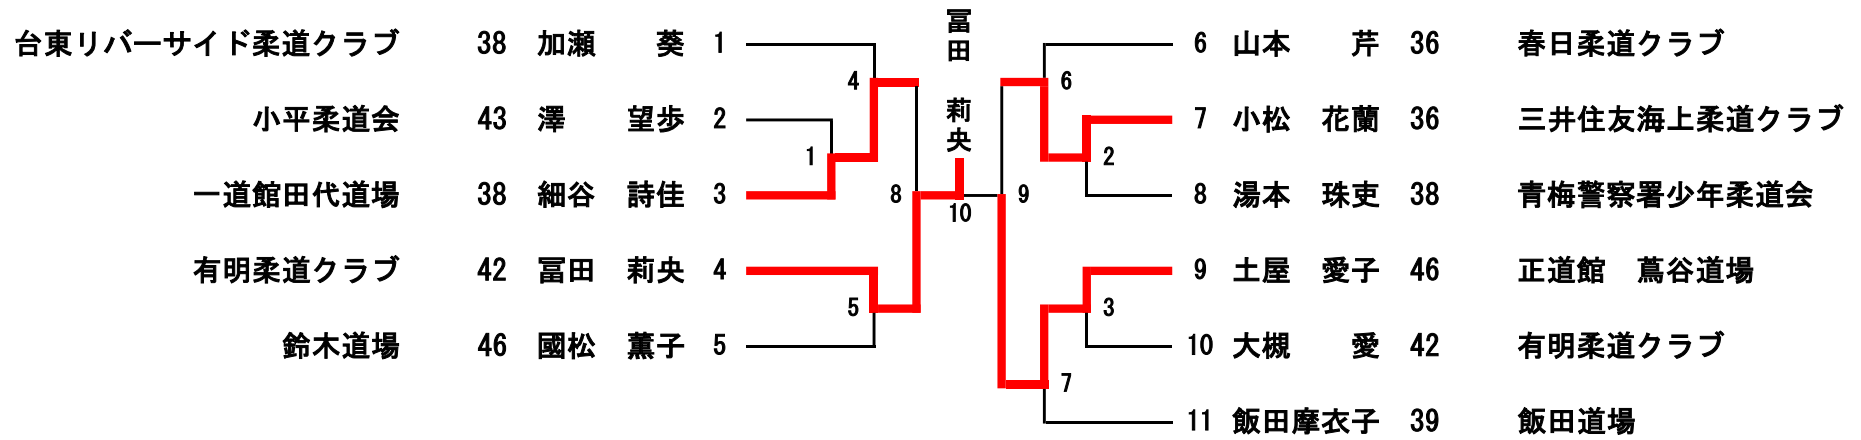 冨田　莉央
台東リバーサイド柔道クラブ 38 加瀬　葵 1
小平柔道会 43 澤　望歩 2
一道館田代道場 38 細谷　詩佳 3
有明柔道クラブ 42 冨田　莉央 4
鈴木道場 46 國松　薫子 5
4
1
8
5
10
6 山本　芹 36 春日柔道クラブ
7 小松　花蘭 36 三井住友海上柔道クラブ
8 湯本　珠吏 38 青梅警察署少年柔道会
9 土屋　愛子 46 正道館　蔦谷道場
10 大槻　愛 42 有明柔道クラブ
11 飯田摩衣子 39 飯田道場
6
2
9
3
7